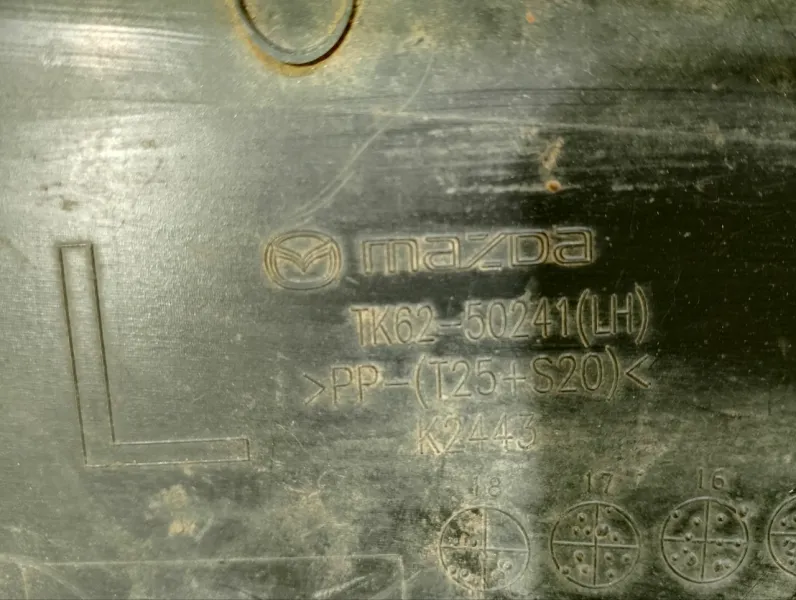 mazda
TK62-50241(LH)
>PP-(T25+S20)<
K2443
L
18 17 16